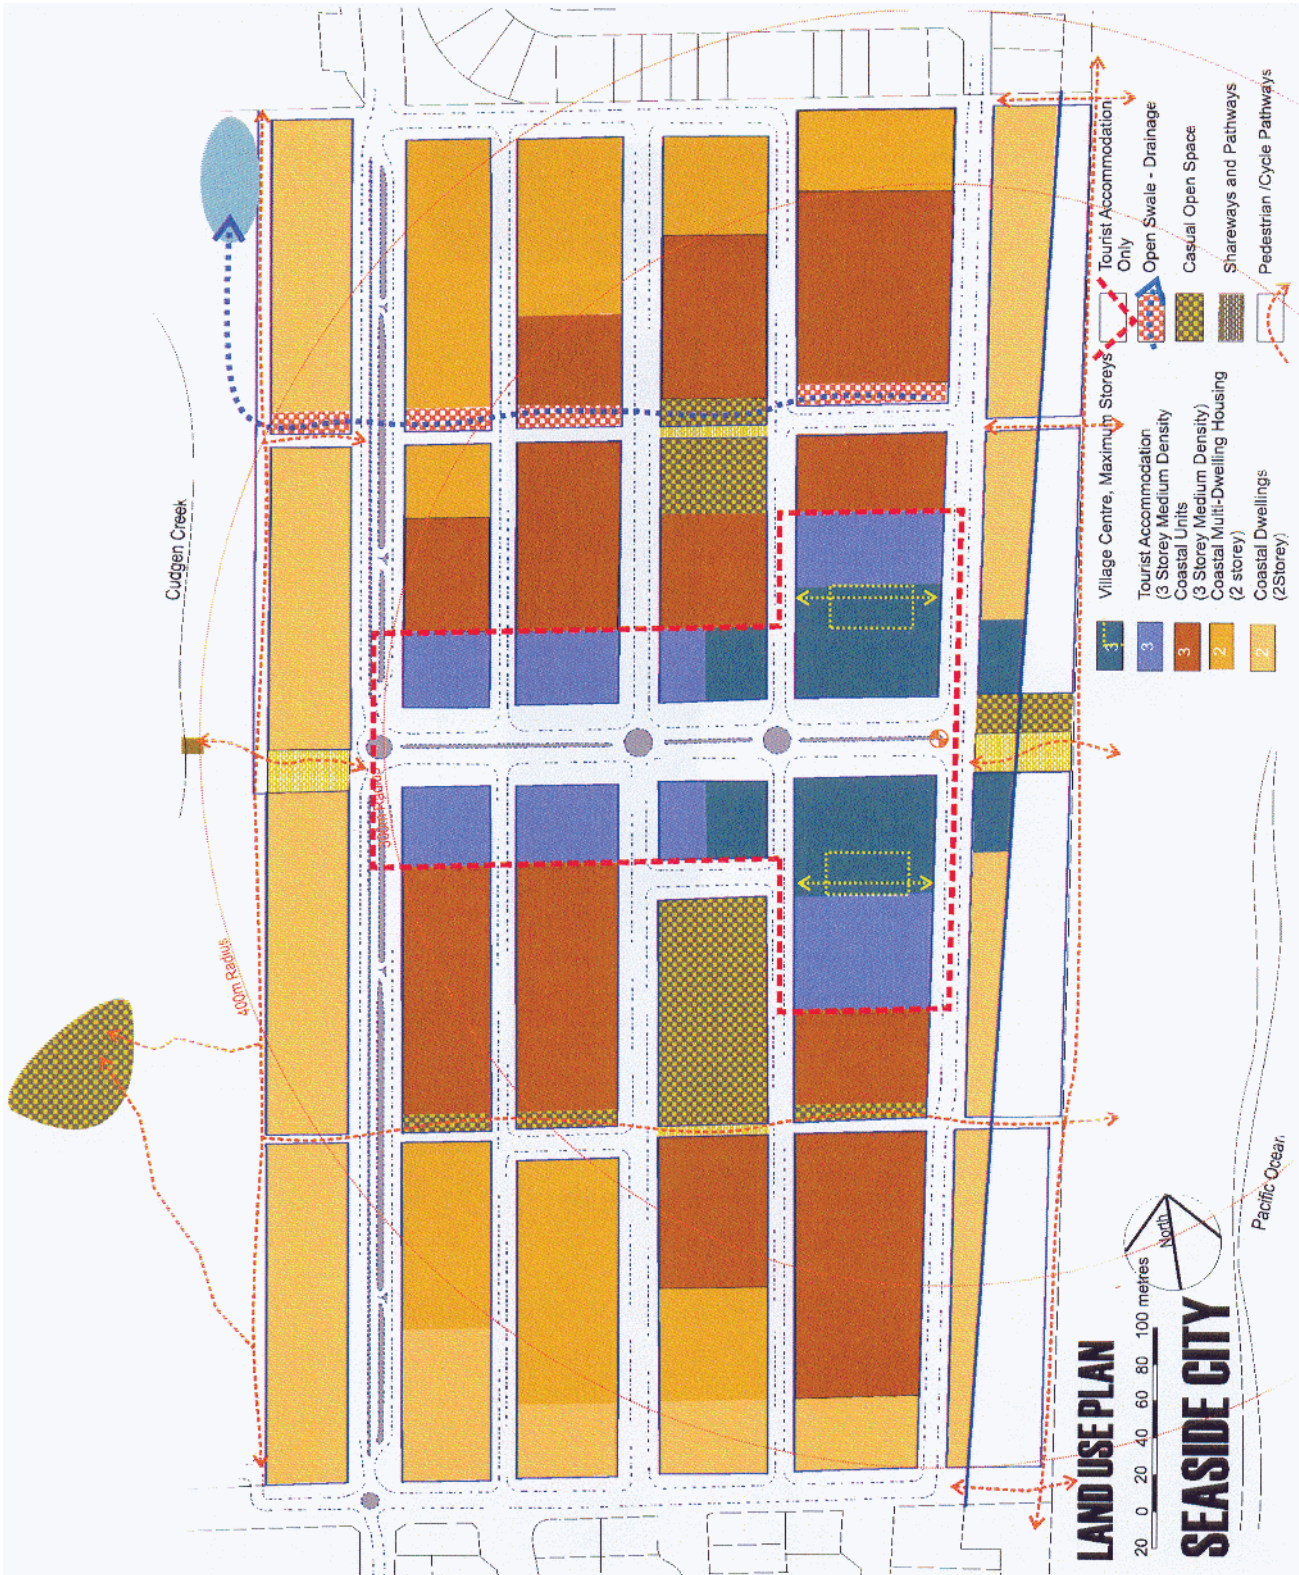 Cudgen Creek
400m Radius
Pacific Ocean
North
LAND USE PLAN
20 0 20 40 60 80 100 metres
SEASIDE CITY
3 Village Centre, Maximum Storeys
3 Tourist Accommodation
(3 Storey Medium Density
3 Coastal Units
(3 Storey Medium Density)
2 Coastal Multi-Dwelling Housing
(2 storey)
2 Coastal Dwellings
(2Storey)
Tourist Accommodation
Only
Open Swale - Drainage
Casual Open Space
Shareways and Pathways
Pedestrian /Cycle Pathways